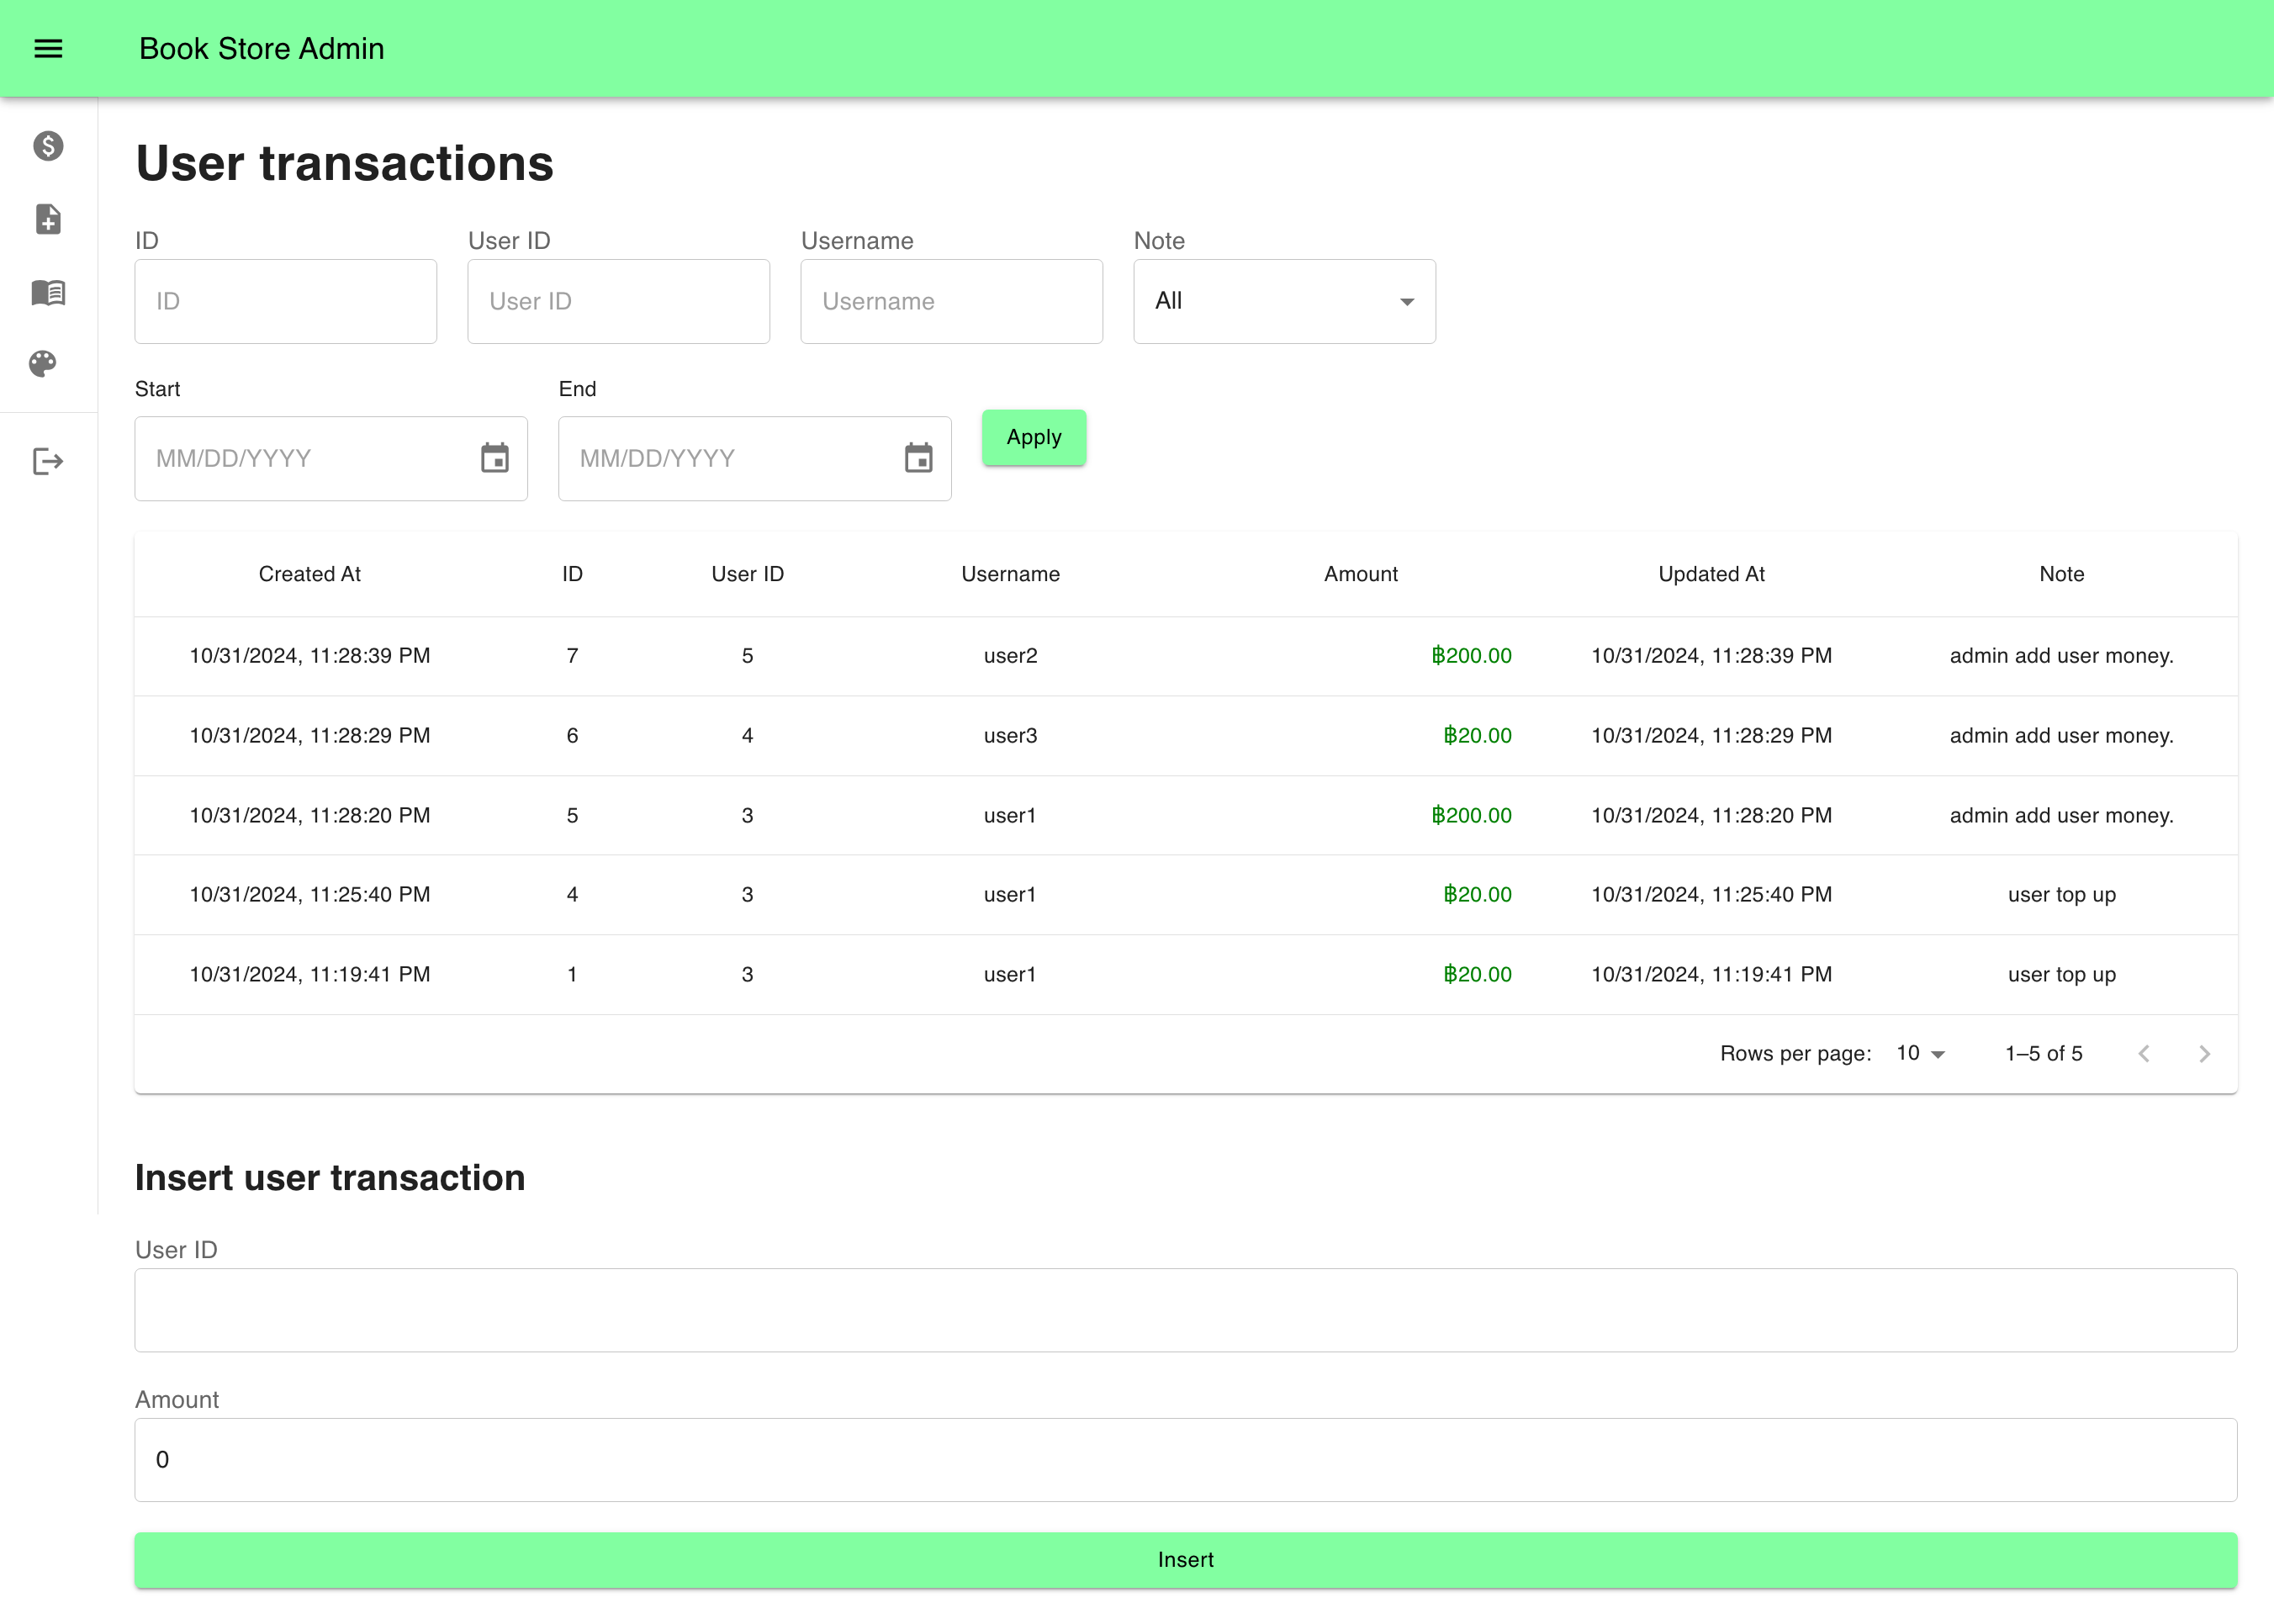 Book Store Admin
User transactions
ID User ID Username Note
ID User ID Username All
Start End
MM/DD/YYYY MM/DD/YYYY Apply
Created At ID User ID Username Amount Updated At Note
10/31/2024, 11:28:39 PM 7 5 user2 ฿200.00 10/31/2024, 11:28:39 PM admin add user money.
10/31/2024, 11:28:29 PM 6 4 user3 ฿20.00 10/31/2024, 11:28:29 PM admin add user money.
10/31/2024, 11:28:20 PM 5 3 user1 ฿200.00 10/31/2024, 11:28:20 PM admin add user money.
10/31/2024, 11:25:40 PM 4 3 user1 ฿20.00 10/31/2024, 11:25:40 PM user top up
10/31/2024, 11:19:41 PM 1 3 user1 ฿20.00 10/31/2024, 11:19:41 PM user top up
Rows per page: 10 1–5 of 5
Insert user transaction
User ID
Amount
0
Insert